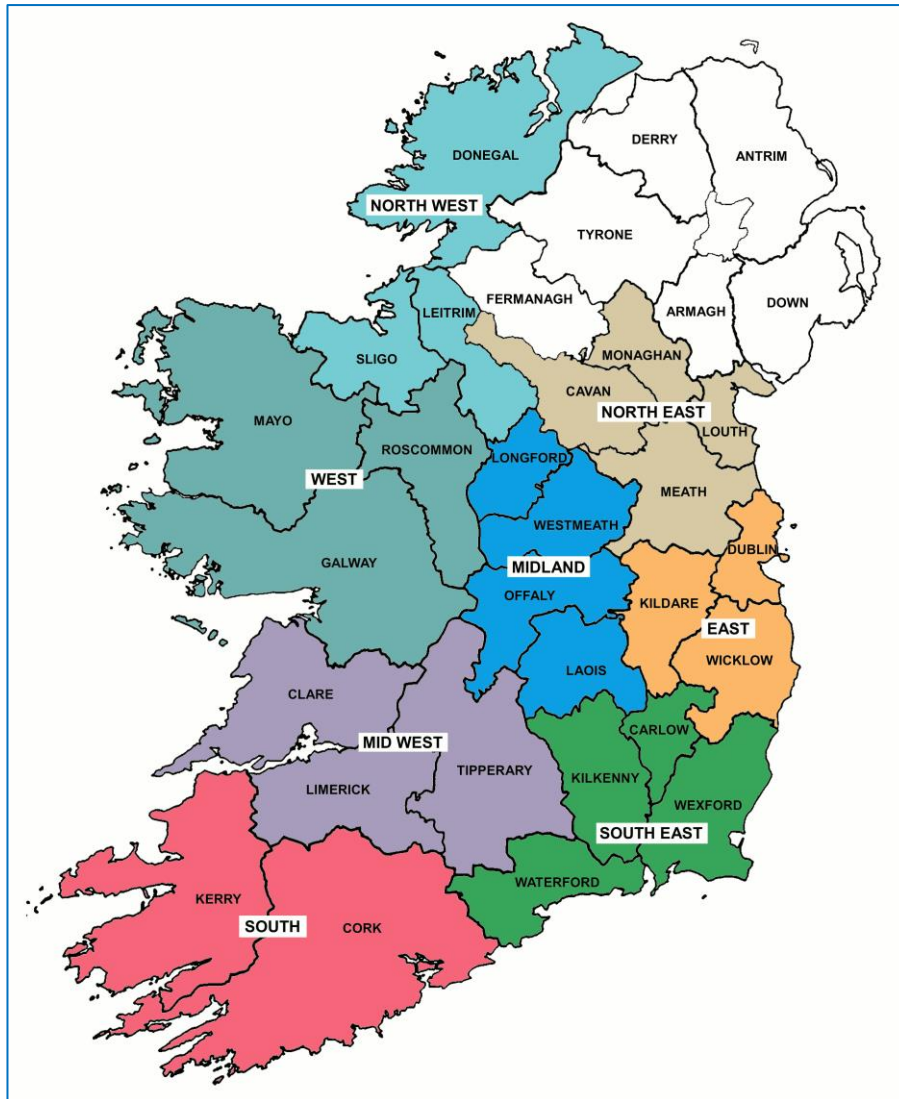 DERRY
ANTRIM
DONEGAL
NORTH WEST
TYRONE
FERMANAGH
ARMAGH
DOWN
LEITRIM
SLIGO
MONAGHAN
CAVAN
NORTH EAST
MAYO
LOUTH
ROSCOMMON
LONGFORD
WEST
MEATH
WESTMEATH
DUBLIN
GALWAY
MIDLAND
OFFALY
KILDARE
EAST
WICKLOW
LAOIS
CLARE
CARLOW
MID WEST
TIPPERARY
KILKENNY
LIMERICK
WEXFORD
SOUTH EAST
WATERFORD
KERRY
SOUTH
CORK